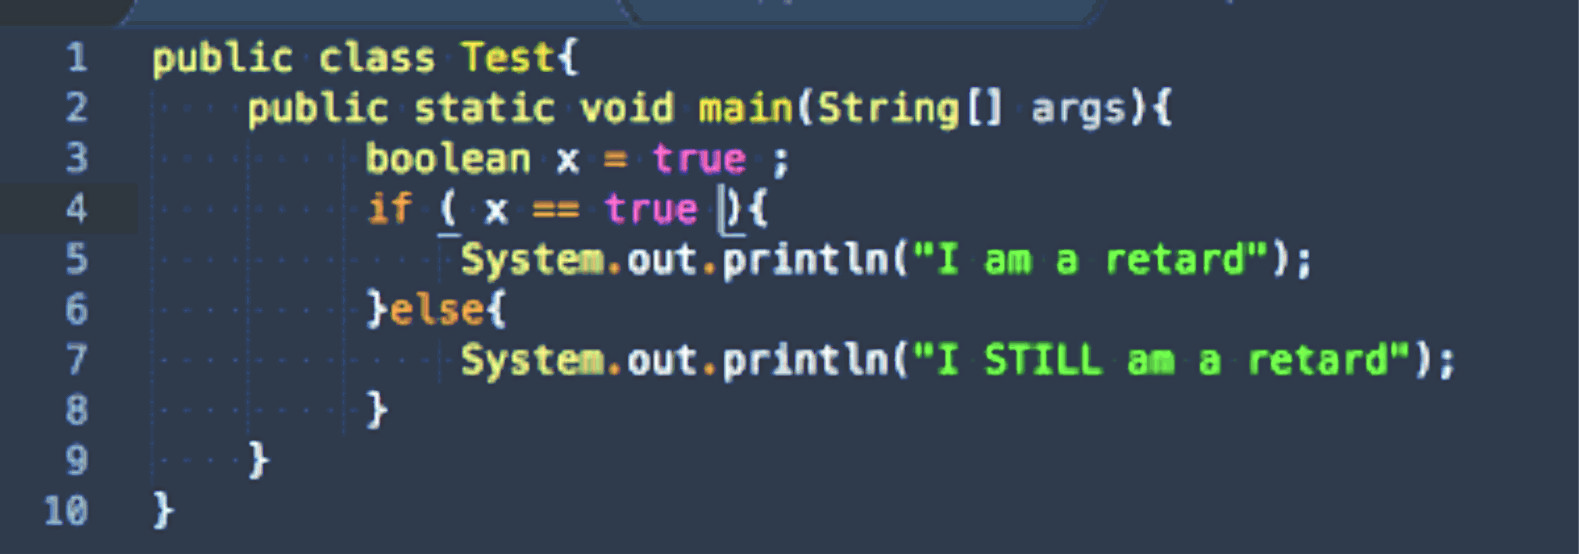 1 public class Test{
2 public static void main(String[] args){
3 boolean x = true ;
4 if ( x == true ){
5 System.out.println("I am a retard");
6 }else{
7 System.out.println("I STILL am a retard");
8 }
9 }
10 }